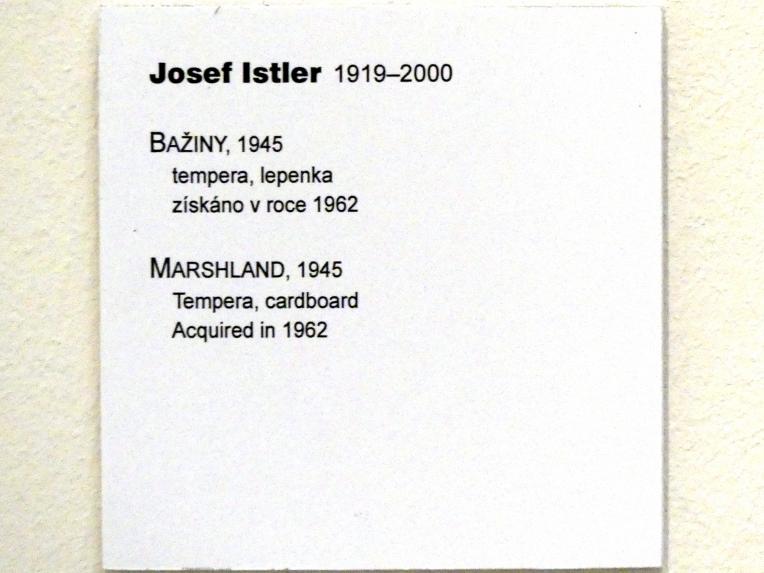 Josef Istler 1919–2000
BAŽINY, 1945
tempera, lepenka
získáno v roce 1962
MARSHLAND, 1945
Tempera, cardboard
Acquired in 1962